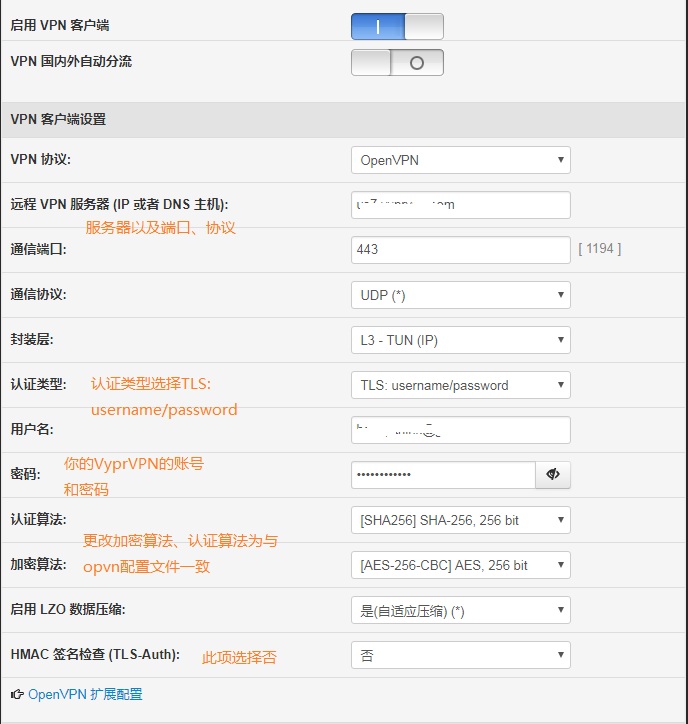 启用 VPN 客户端
VPN 国内外自动分流
VPN 客户端设置
VPN 协议: OpenVPN
远程 VPN 服务器 (IP 或者 DNS 主机):
服务器以及端口、协议
通信端口: 443 [ 1194 ]
通信协议: UDP (*)
封装层: L3 - TUN (IP)
认证类型: 认证类型选择TLS: TLS: username/password
username/password
用户名:
密码: 你的VyprVPN的账号 ••••••••••••
和密码
认证算法: [SHA256] SHA-256, 256 bit
更改加密算法、认证算法为与
加密算法: opvn配置文件一致 [AES-256-CBC] AES, 256 bit
启用 LZO 数据压缩: 是(自适应压缩) (*)
HMAC 签名检查 (TLS-Auth): 此项选择否 否
OpenVPN 扩展配置